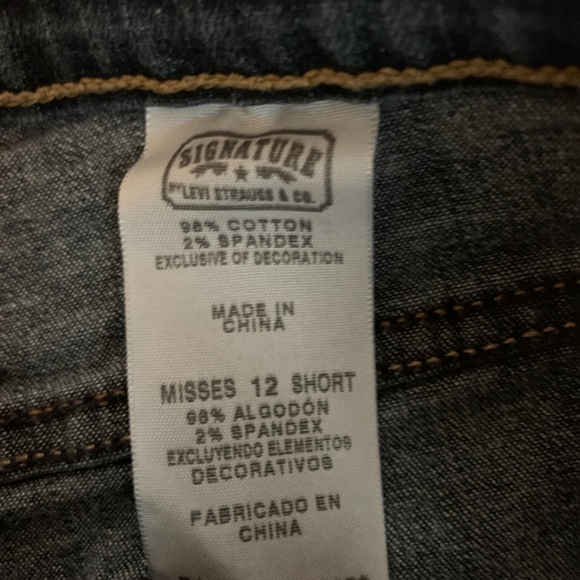 SIGNATURE
BY LEVI STRAUSS & CO.
98% COTTON
2% SPANDEX
EXCLUSIVE OF DECORATION
MADE IN
CHINA
MISSES 12 SHORT
98% ALGODÓN
2% SPANDEX
EXCLUYENDO ELEMENTOS
DECORATIVOS
FABRICADO EN
CHINA